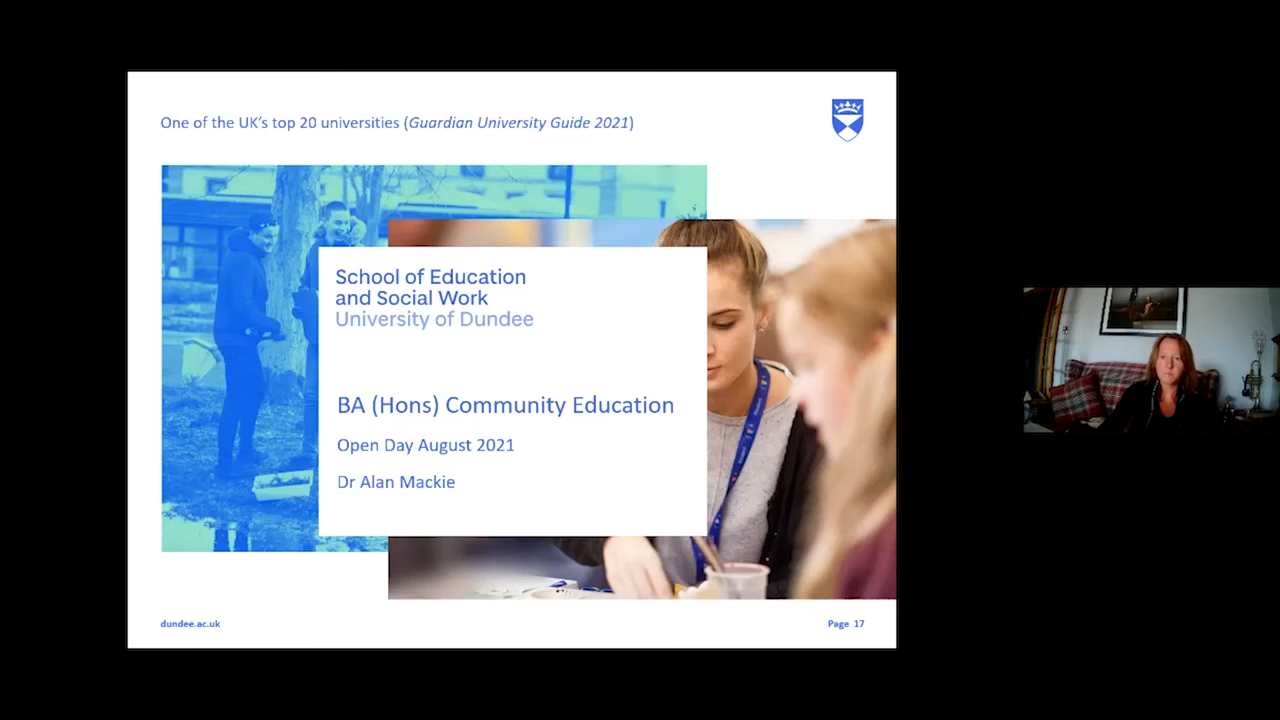 One of the UK's top 20 universities (Guardian University Guide 2021)
School of Education
and Social Work
University of Dundee
BA (Hons) Community Education
Open Day August 2021
Dr Alan Mackie
dundee.ac.uk
Page 17